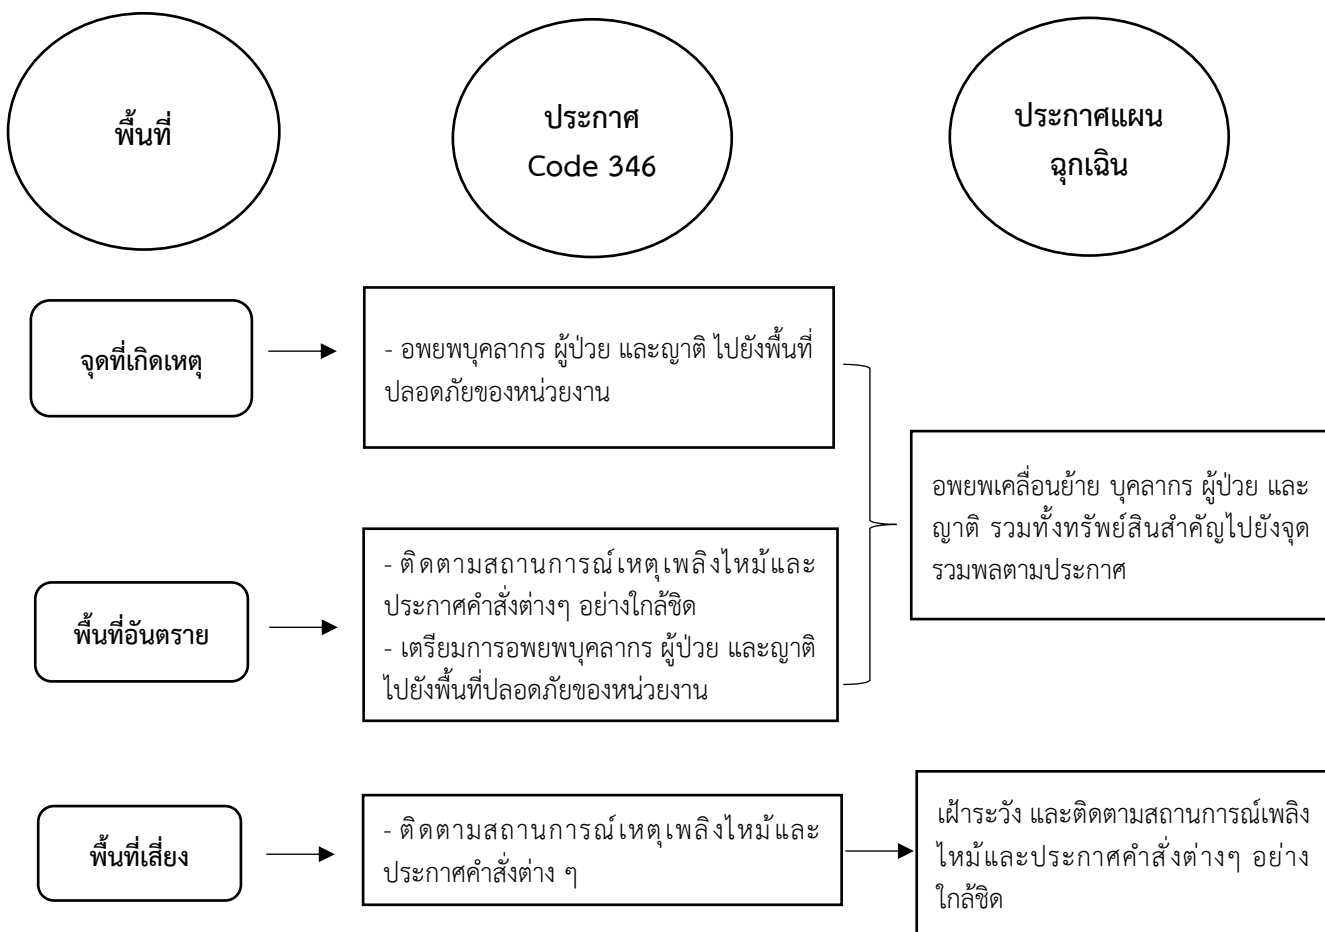 พื้นที่
ประกาศ
Code 346
ประกาศแผน
ฉุกเฉิน
จุดที่เกิดเหตุ
- อพยพบุคลากร ผู้ป่วย และญาติ ไปยังพื้นที่
ปลอดภัยของหน่วยงาน
อพยพเคลื่อนย้าย บุคลากร ผู้ป่วย และ
ญาติ รวมทั้งทรัพย์สินสำคัญไปยังจุด
รวมพลตามประกาศ
พื้นที่อันตราย
- ติดตามสถานการณ์เหตุเพลิงไหม้และ
ประกาศคำสั่งต่างๆ อย่างใกล้ชิด
- เตรียมการอพยพบุคลากร ผู้ป่วย และญาติ
ไปยังพื้นที่ปลอดภัยของหน่วยงาน
พื้นที่เสี่ยง
- ติดตามสถานการณ์เหตุเพลิงไหม้และ
ประกาศคำสั่งต่าง ๆ
เฝ้าระวัง และติดตามสถานการณ์เพลิง
ไหม้และประกาศคำสั่งต่างๆ อย่าง
ใกล้ชิด